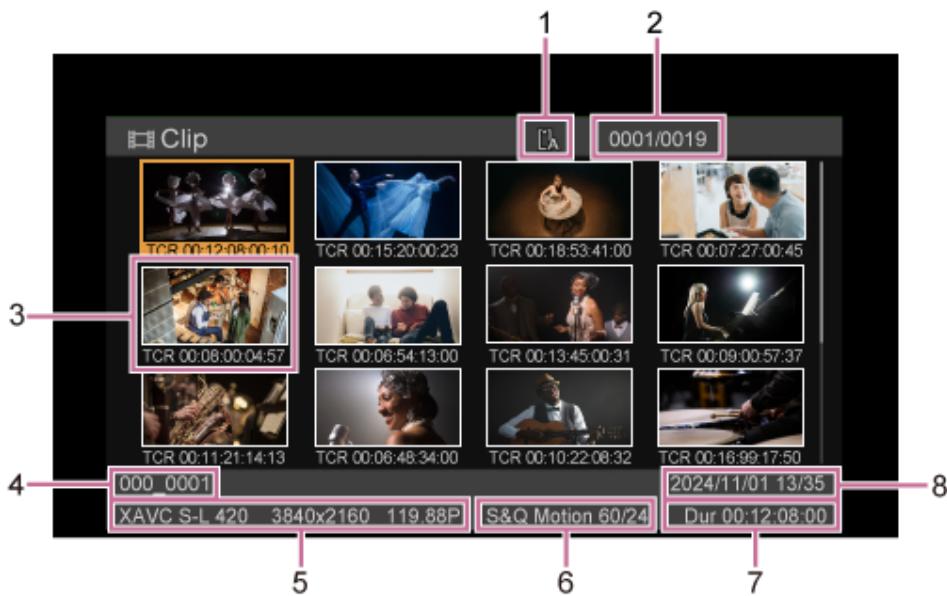 1 2
Clip A 0001/0019
TCR 00:12:08:00:10 TCR 00:15:20:00:23 TCR 00:18:53:41:00 TCR 00:07:27:00:45
3
TCR 00:08:00:04:57 TCR 00:06:54:13:00 TCR 00:13:45:00:31 TCR 00:09:00:57:37
TCR 00:11:21:14:13 TCR 00:06:48:34:00 TCR 00:10:22:08:32 TCR 00:16:99:17:50
4 000_0001 2024/11/01 13/35 8
XAVC S-L 420 3840x2160 119.88P S&Q Motion 60/24 Dur 00:12:08:00
5 6 7